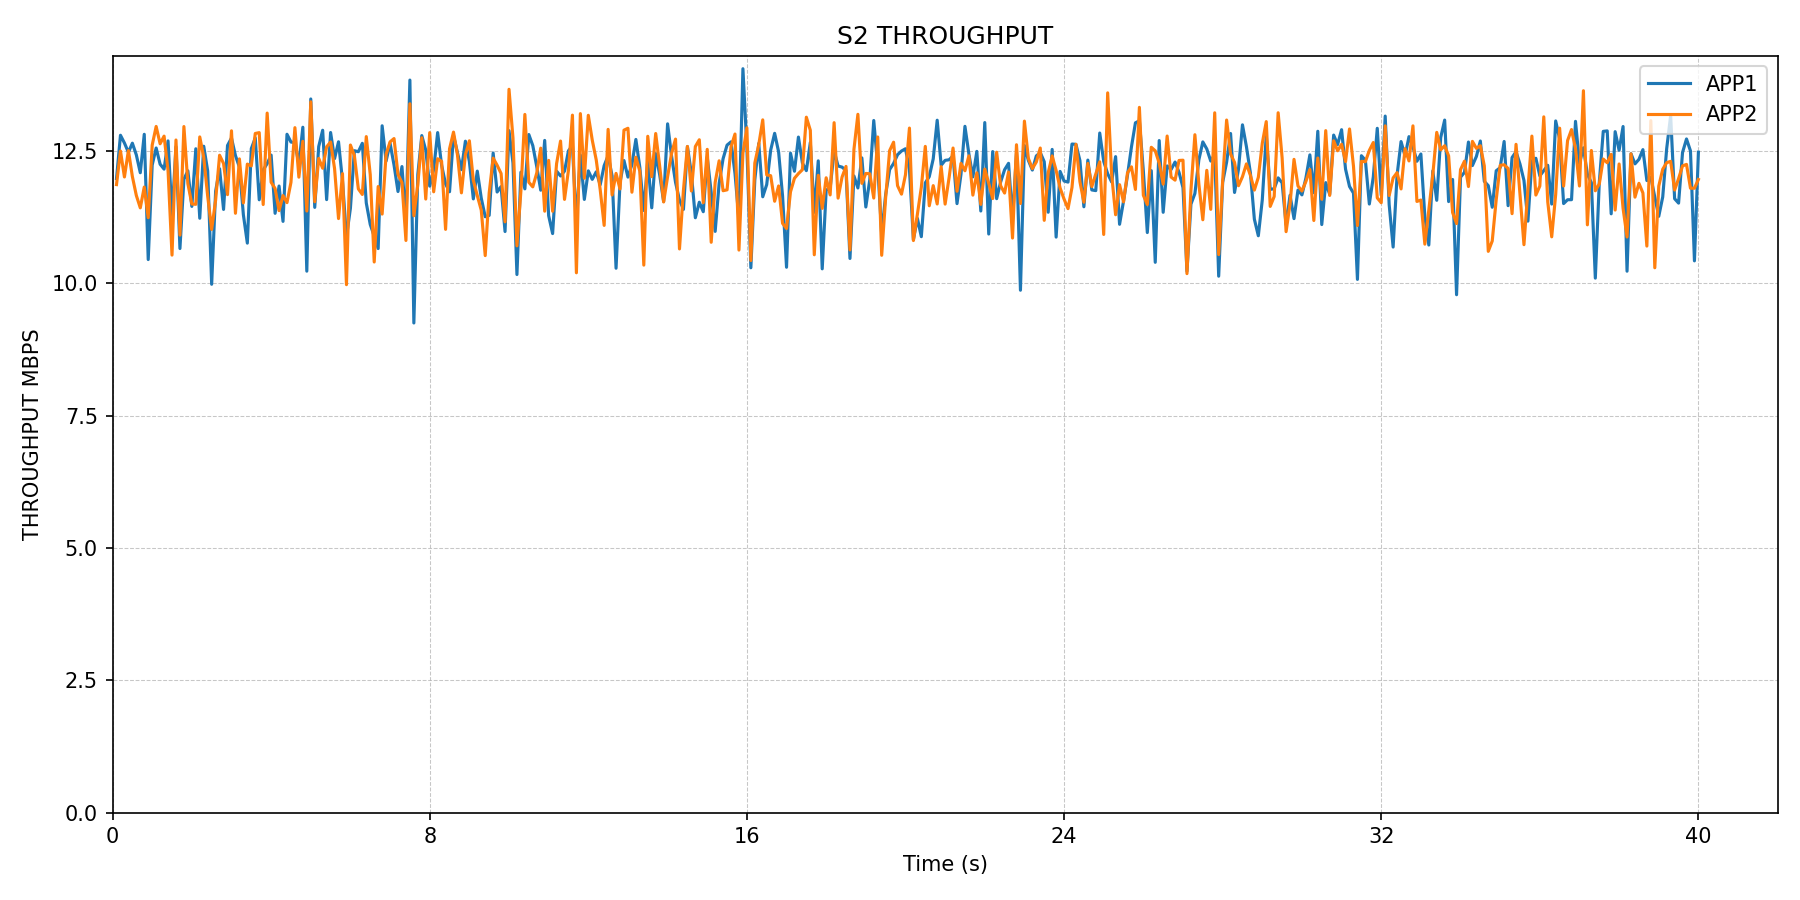 S2 THROUGHPUT
APP1
APP2
THROUGHPUT MBPS
12.5
10.0
7.5
5.0
2.5
0.0
0 8 16 24 32 40
Time (s)